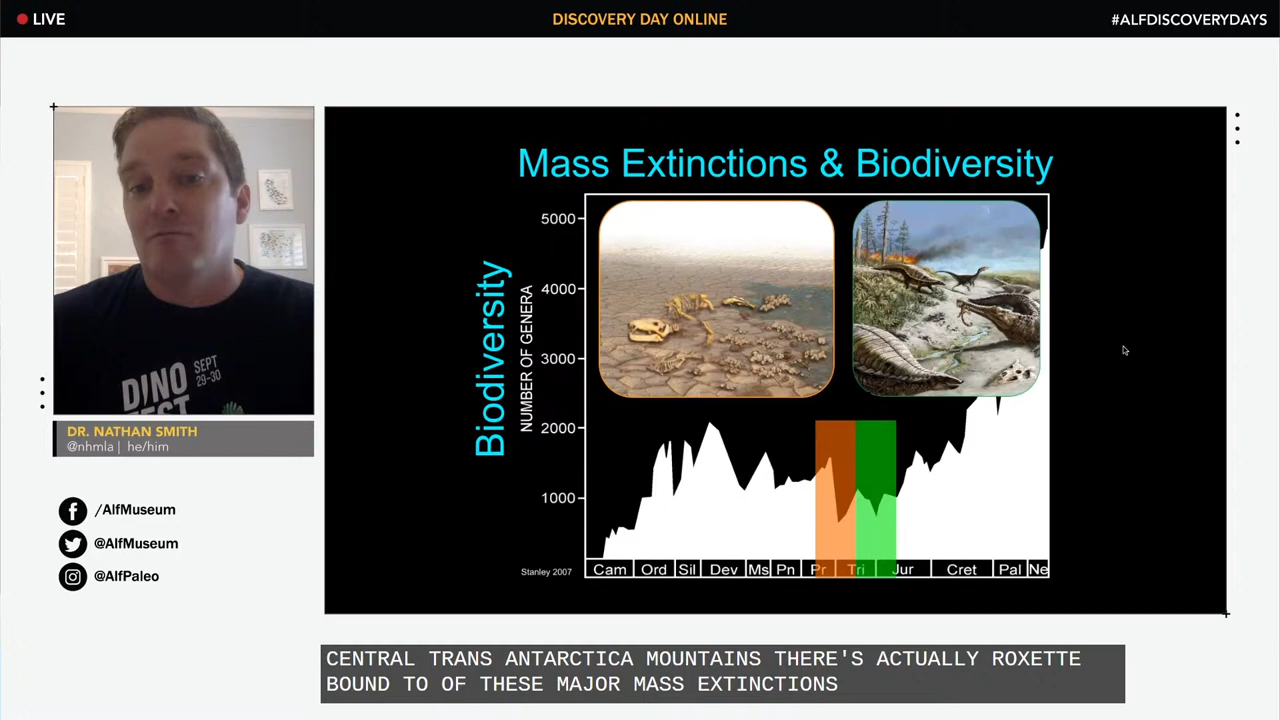 LIVE
DISCOVERY DAY ONLINE
#ALFDISCOVERYDAYS
Mass Extinctions & Biodiversity
Biodiversity
NUMBER OF GENERA
5000
4000
3000
2000
1000
Stanley 2007
Cam Ord Sil Dev Ms Pn Pr Tri Jur Cret Pal Ne
DINO
SEPT
29-30
DR. NATHAN SMITH
@nhmla | he/him
/AlfMuseum
@AlfMuseum
@AlfPaleo
CENTRAL TRANS ANTARCTICA MOUNTAINS THERE'S ACTUALLY ROXETTE
BOUND TO OF THESE MAJOR MASS EXTINCTIONS